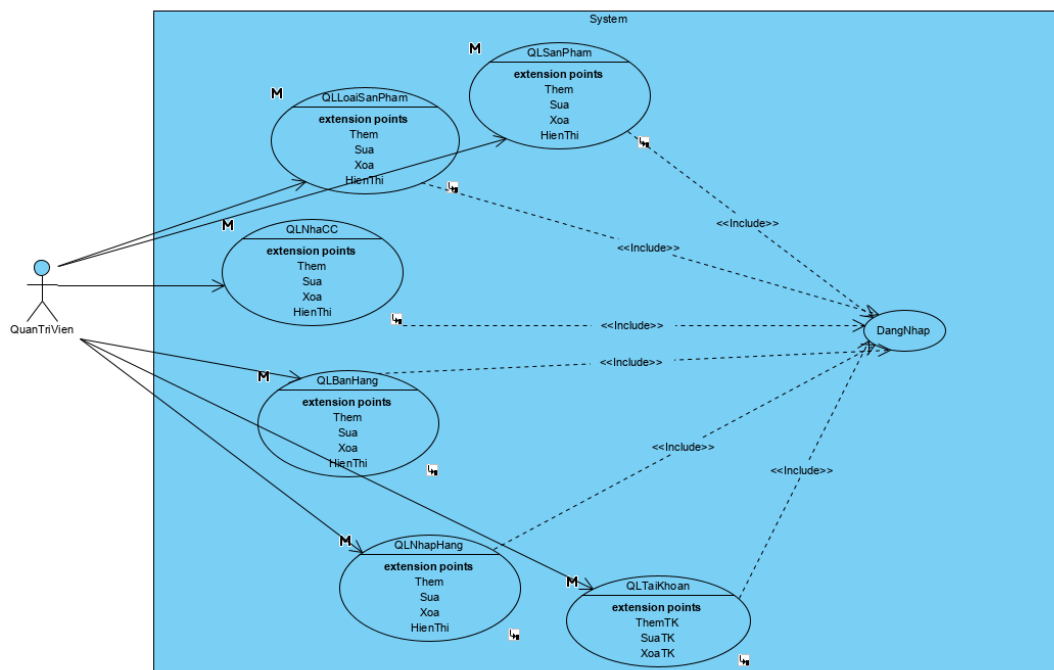 System
QLSanPham
extension points
Them
Sua
Xoa
HienThi
QLLoaiSanPham
extension points
Them
Sua
Xoa
HienThi
QLNhaCC
extension points
Them
Sua
Xoa
HienThi
QuanTriVien
QLBanHang
extension points
Them
Sua
Xoa
HienThi
QLNhapHang
extension points
Them
Sua
Xoa
HienThi
QLTaiKhoan
extension points
ThemTK
SuaTK
XoaTK
<<Include>>
<<Include>>
<<Include>>
<<Include>>
<<Include>>
<<Include>>
DangNhap
M
M
M
M
M
M